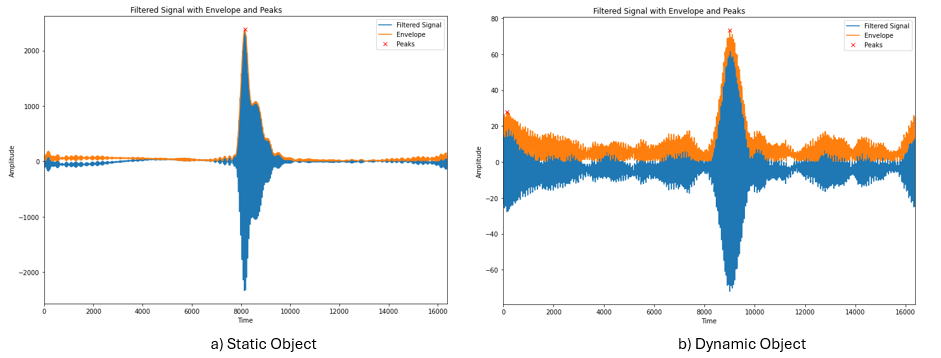 Filtered Signal with Envelope and Peaks
Filtered Signal
Envelope
Peaks
2000
1000
0
−1000
−2000
Amplitude
0 2000 4000 6000 8000 10000 12000 14000 16000
Time
a) Static Object
Filtered Signal with Envelope and Peaks
Filtered Signal
Envelope
Peaks
80
60
40
20
0
−20
−40
−60
Amplitude
0 2000 4000 6000 8000 10000 12000 14000 16000
Time
b) Dynamic Object